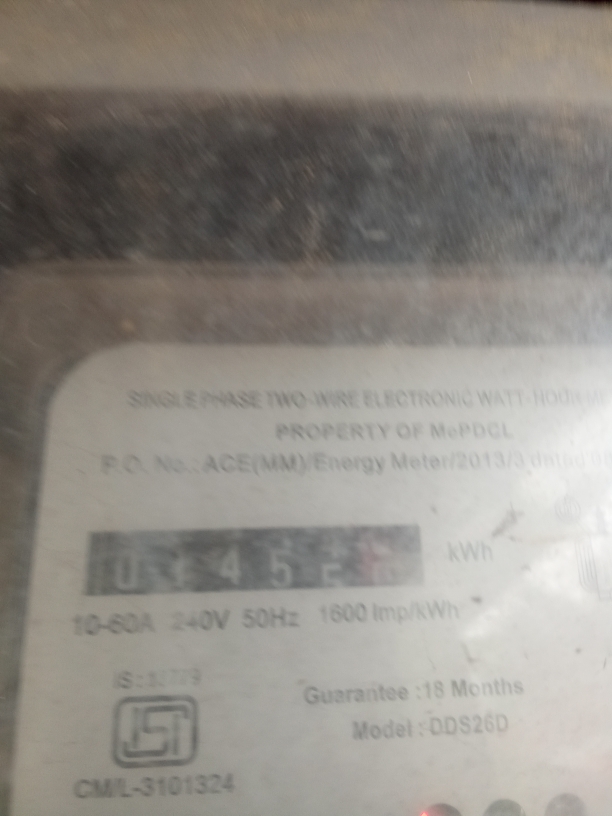 SINGLE PHASE TWO-WIRE ELECTRONIC WATT-HOUR
PROPERTY OF MePDCL
P.O. No.: ACE(MM)/Energy Meter/2013/3 dated
kWh
10-60A 240V 50Hz 1600 Imp/kWh
Guarantee :18 Months
Model : DDS26D
CM/L-3101324